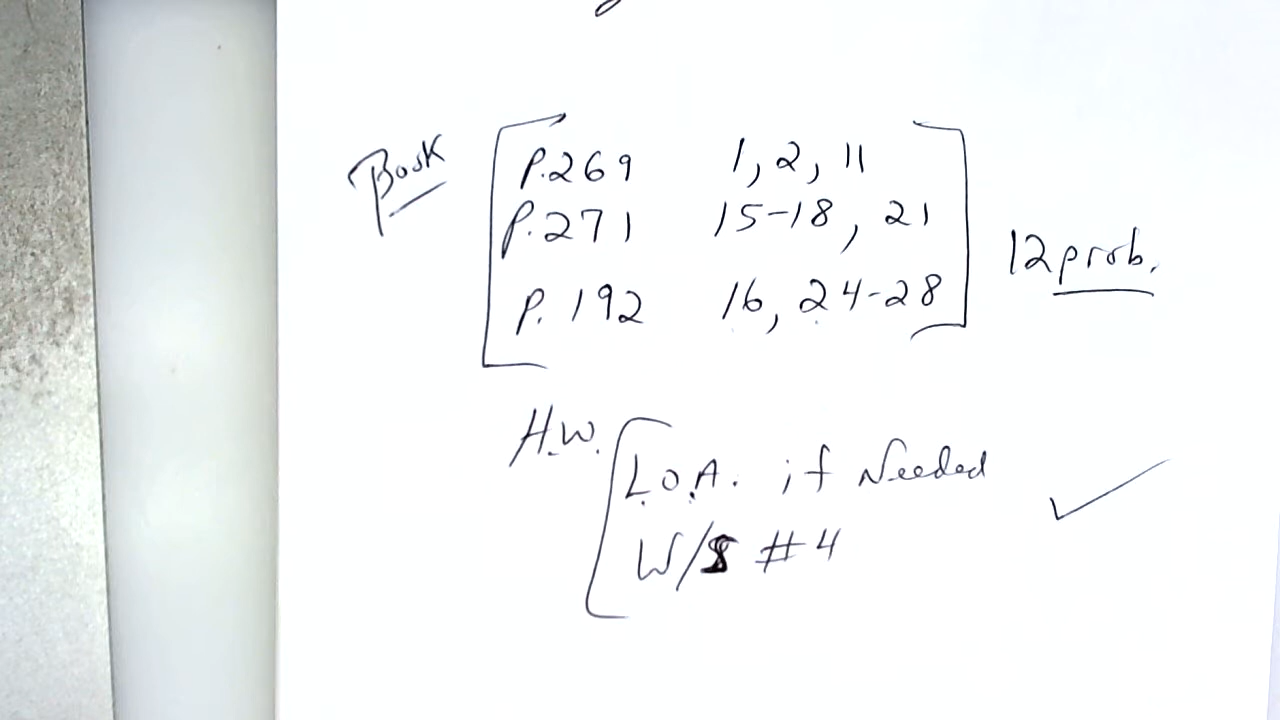 Book
P.269 1, 2, 11
P.271 15-18, 21
P. 192 16, 24-28
12 prob.
H.W.
L.O.A. if Needed
W/S #4